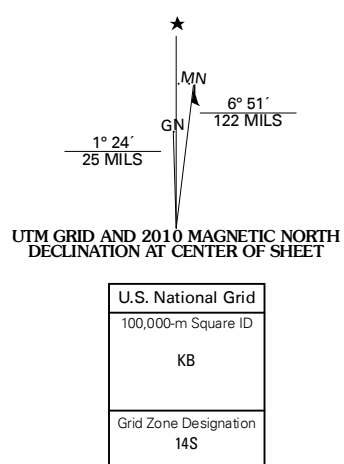 MN
6° 51´
122 MILS
GN
1° 24´
25 MILS
UTM GRID AND 2010 MAGNETIC NORTH
DECLINATION AT CENTER OF SHEET
U.S. National Grid
100,000-m Square ID
KB
Grid Zone Designation
14S